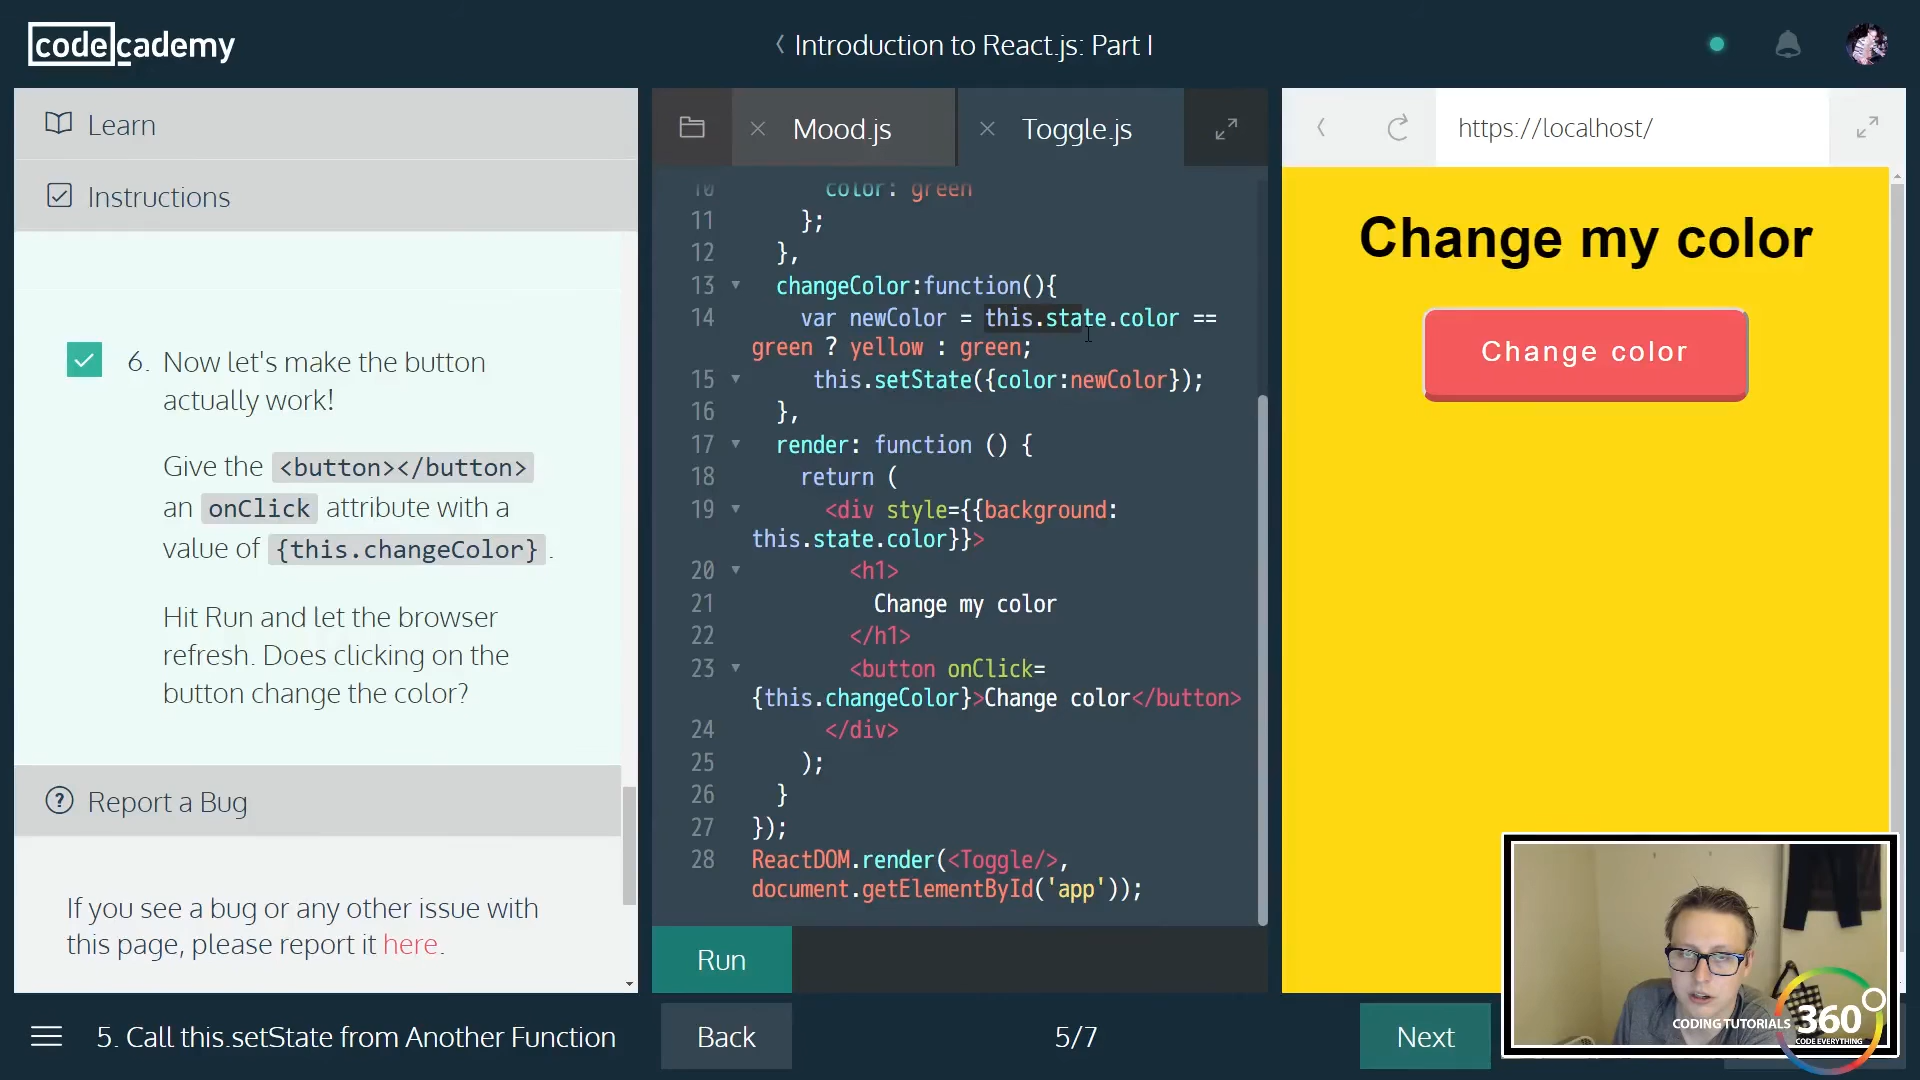 codecademy
Introduction to React.js: Part I
Learn
Instructions
6. Now let's make the button
actually work!
Give the <button></button>
an onClick attribute with a
value of {this.changeColor}.
Hit Run and let the browser
refresh. Does clicking on the
button change the color?
Report a Bug
If you see a bug or any other issue with
this page, please report it here.
Mood.js
Toggle.js
10 color: green
11 };
12 },
13 changeColor:function(){
14 var newColor = this.state.color ==
green ? yellow : green;
15 this.setState({color:newColor});
16 },
17 render: function () {
18 return (
19 <div style={{background:
this.state.color}}>
20 <h1>
21 Change my color
22 </h1>
23 <button onClick=
{this.changeColor}>Change color</button>
24 </div>
25 );
26 }
27 });
28 ReactDOM.render(<Toggle/>,
document.getElementById('app'));
Run
https://localhost/
Change my color
Change color
CODING TUTORIALS 360
CODE EVERYTHING
5. Call this.setState from Another Function
Back
5/7
Next